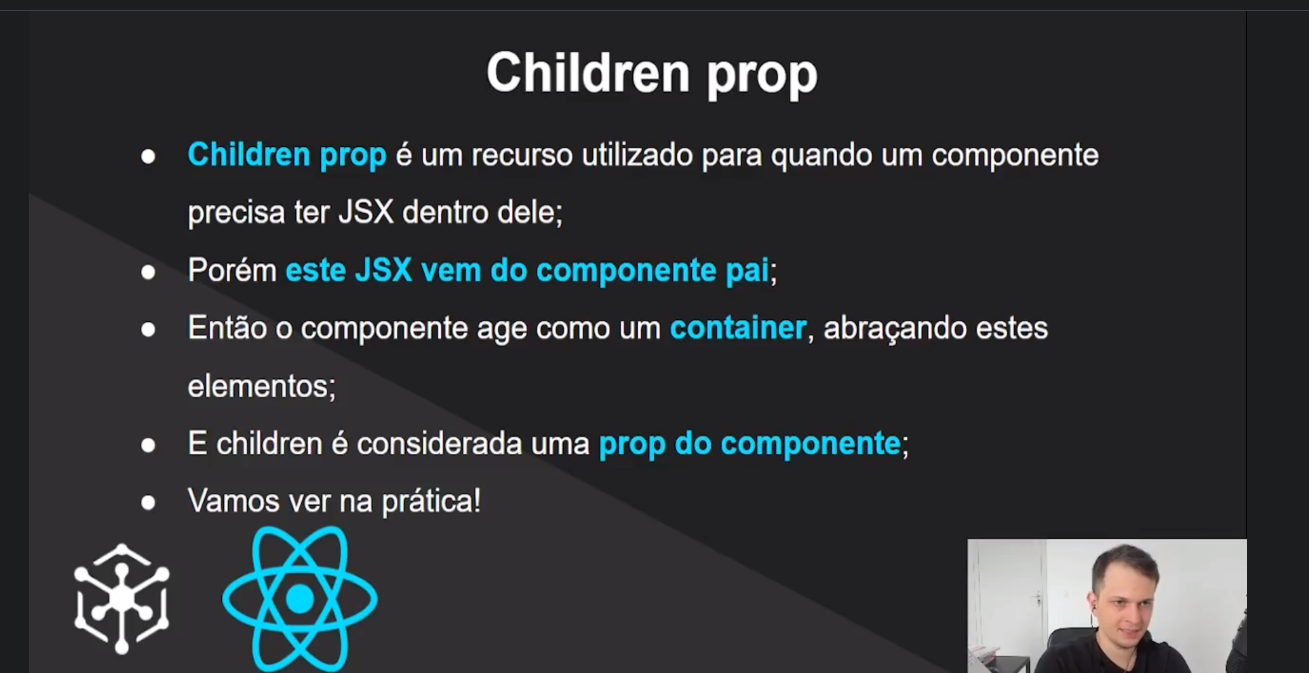 Children prop
● Children prop é um recurso utilizado para quando um componente
precisa ter JSX dentro dele;
● Porém este JSX vem do componente pai;
● Então o componente age como um container, abraçando estes
elementos;
● E children é considerada uma prop do componente;
● Vamos ver na prática!